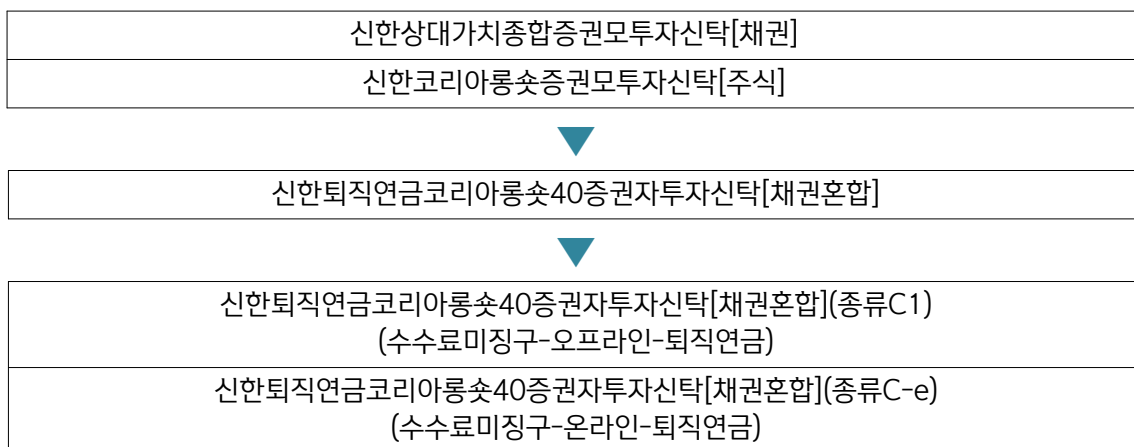 신한상대가치종합증권모투자신탁[채권]
신한코리아롱숏증권모투자신탁[주식]
신한퇴직연금코리아롱숏40증권자투자신탁[채권혼합]
신한퇴직연금코리아롱숏40증권자투자신탁[채권혼합](종류C1)
(수수료미징구-오프라인-퇴직연금)
신한퇴직연금코리아롱숏40증권자투자신탁[채권혼합](종류C-e)
(수수료미징구-온라인-퇴직연금)